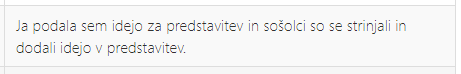 Ja podala sem idejo za predstavitev in sošolci so se strinjali in
dodali idejo v predstavitev.